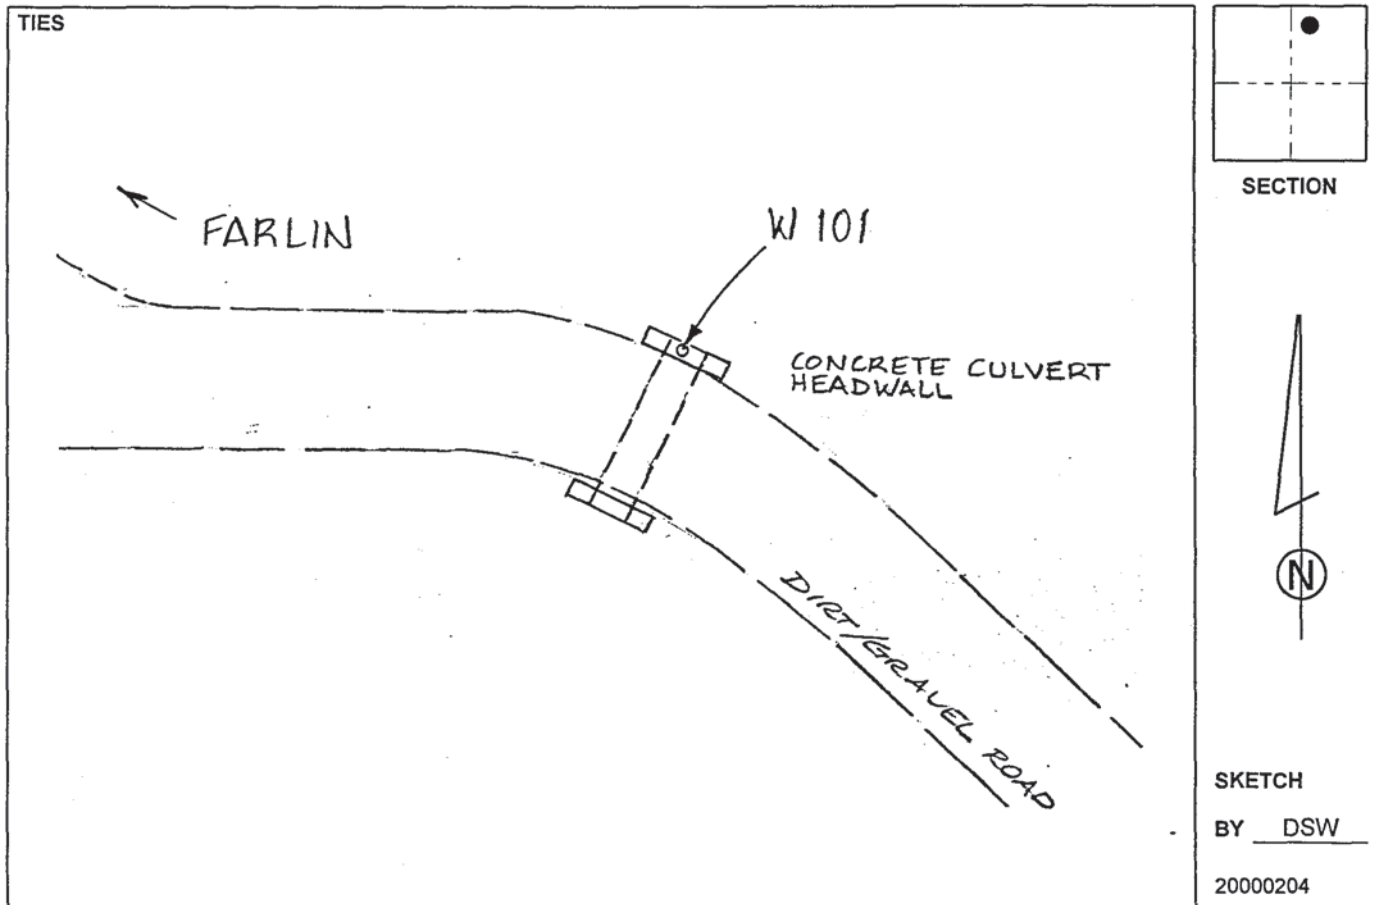 TIES
SECTION
FARLIN
W 101
CONCRETE CULVERT
HEADWALL
DIRT/GRAVEL ROAD
N
SKETCH
BY DSW
20000204